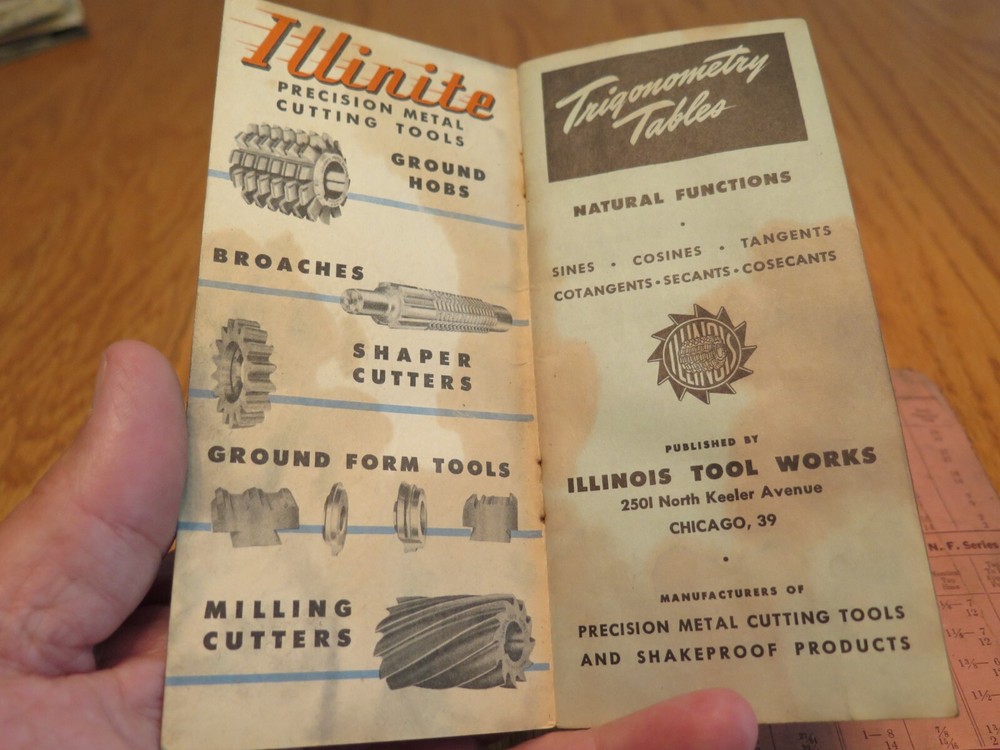 Illinite
PRECISION METAL
CUTTING TOOLS
GROUND
HOBS
BROACHES
SHAPER
CUTTERS
GROUND FORM TOOLS
MILLING
CUTTERS
Trigonometry
Tables
NATURAL FUNCTIONS
•
SINES • COSINES • TANGENTS
COTANGENTS • SECANTS • COSECANTS
ILLINOIS
PUBLISHED BY
ILLINOIS TOOL WORKS
2501 North Keeler Avenue
CHICAGO, 39
•
MANUFACTURERS OF
PRECISION METAL CUTTING TOOLS
AND SHAKEPROOF PRODUCTS
N. F. Series